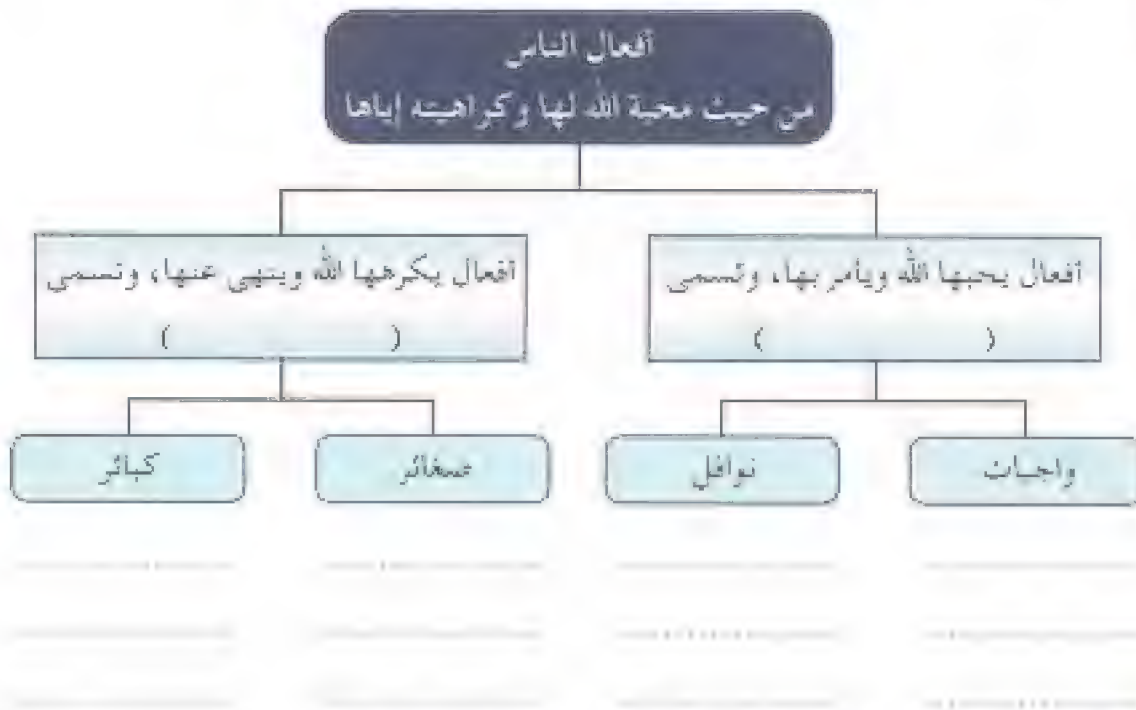 أفعال الناس
من حيث محبة الله لها وكراهيته إياها
أفعال يحبها الله ويأمر بها، وتسمى
( )
أفعال يكرهها الله وينهى عنها، وتسمى
( )
واجبات
نوافل
صغائر
كبائر